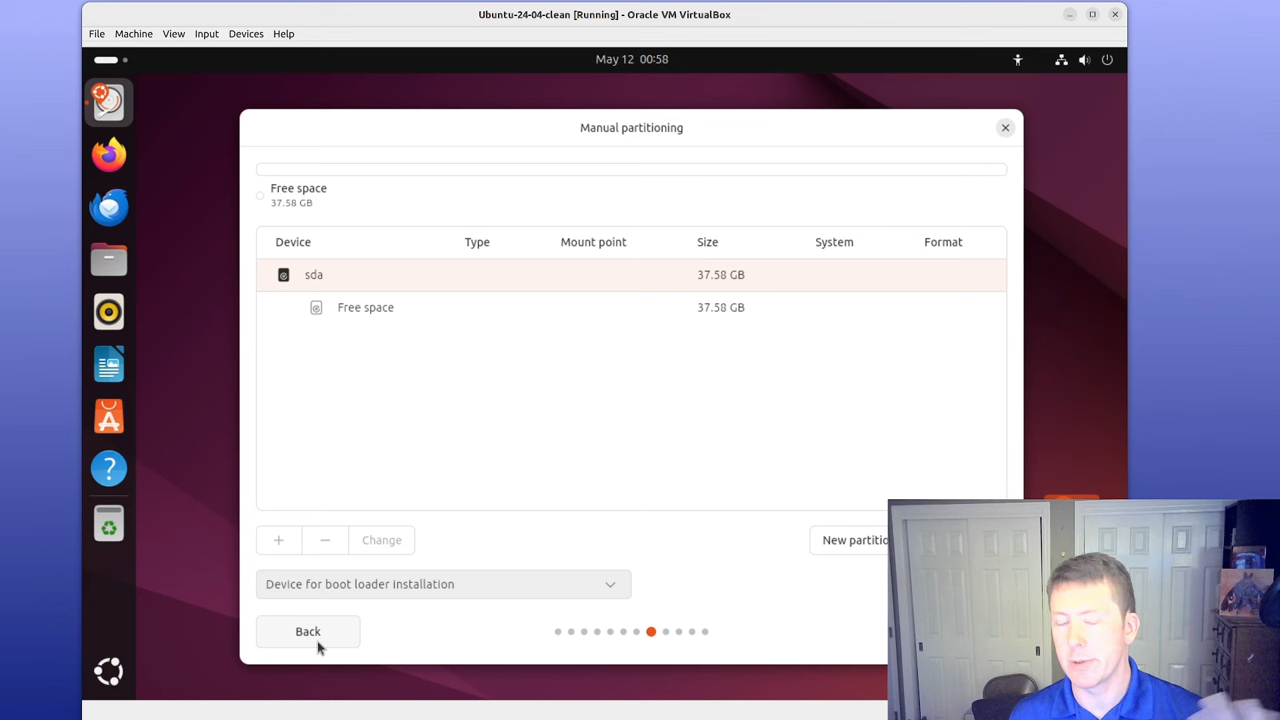 Ubuntu-24-04-clean [Running] - Oracle VM VirtualBox
File Machine View Input Devices Help
May 12 00:58
Manual partitioning
Free space
37.58 GB
Device Type Mount point Size System Format
sda 37.58 GB
Free space 37.58 GB
+ − Change
New partitio
Device for boot loader installation
Back